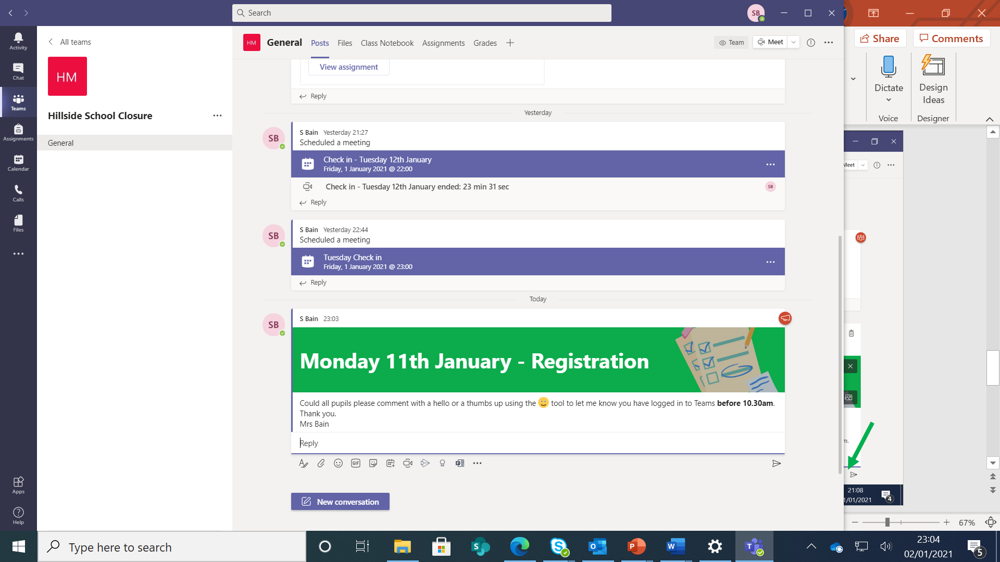 Search
SB
Share
Comments
Activity
Chat
Teams
Assignments
Calendar
Calls
Files
Apps
Help
All teams
HM
Hillside School Closure
General
HM
General
Posts
Files
Class Notebook
Assignments
Grades
Team
Meet
View assignment
Reply
Yesterday
SB
S Bain Yesterday 21:27
Scheduled a meeting
Check in - Tuesday 12th January
Friday, 1 January 2021 @ 22:00
Check in - Tuesday 12th January ended: 23 min 31 sec
SB
Reply
SB
S Bain Yesterday 22:44
Scheduled a meeting
Tuesday Check in
Friday, 1 January 2021 @ 23:00
Reply
Today
SB
S Bain 23:03
Monday 11th January - Registration
Could all pupils please comment with a hello or a thumbs up using the 🙂 tool to let me know you have logged in to Teams before 10.30am.
Thank you.
Mrs Bain
Reply
GIF
New conversation
Dictate
Design
Ideas
Voice
Designer
Meet
m.
21:08
1/01/2021
4
67%
Type here to search
S
S
O
P
W
T
23:04
02/01/2021
5